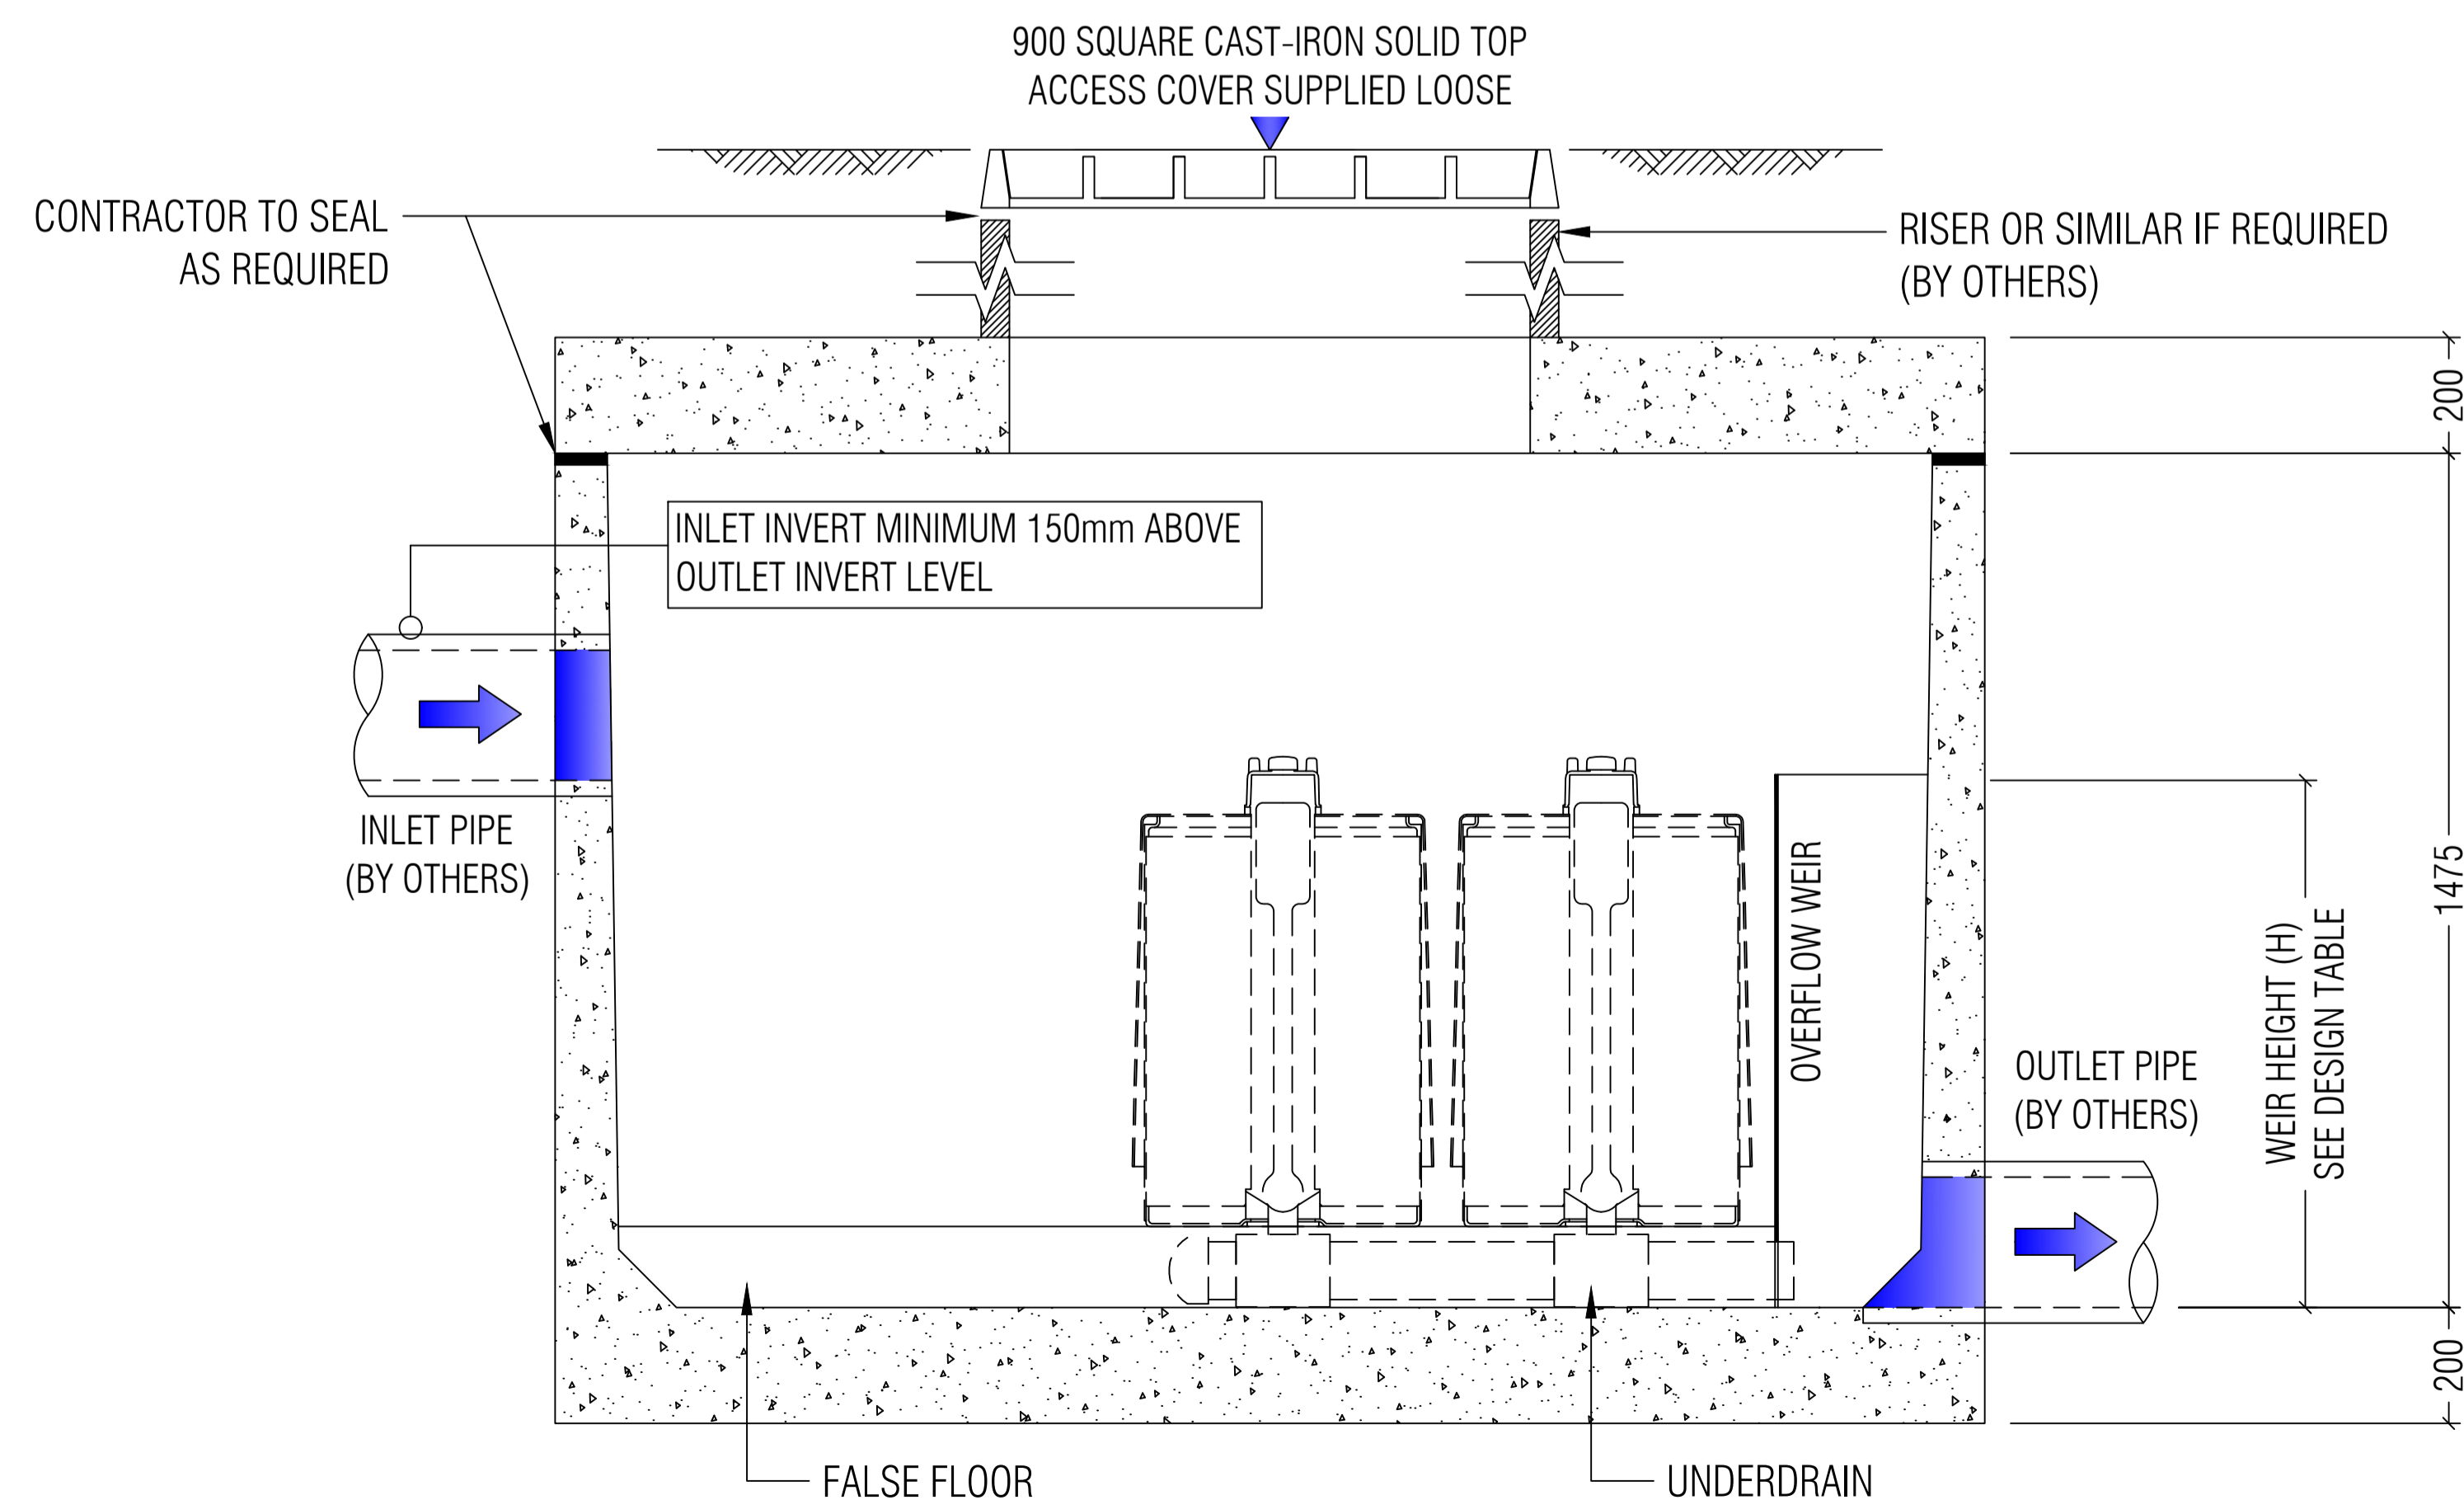 900 SQUARE CAST-IRON SOLID TOP
ACCESS COVER SUPPLIED LOOSE
CONTRACTOR TO SEAL
AS REQUIRED
RISER OR SIMILAR IF REQUIRED
(BY OTHERS)
200
INLET INVERT MINIMUM 150mm ABOVE
OUTLET INVERT LEVEL
INLET PIPE
(BY OTHERS)
OVERFLOW WEIR
1475
WEIR HEIGHT (H)
SEE DESIGN TABLE
OUTLET PIPE
(BY OTHERS)
200
FALSE FLOOR
UNDERDRAIN